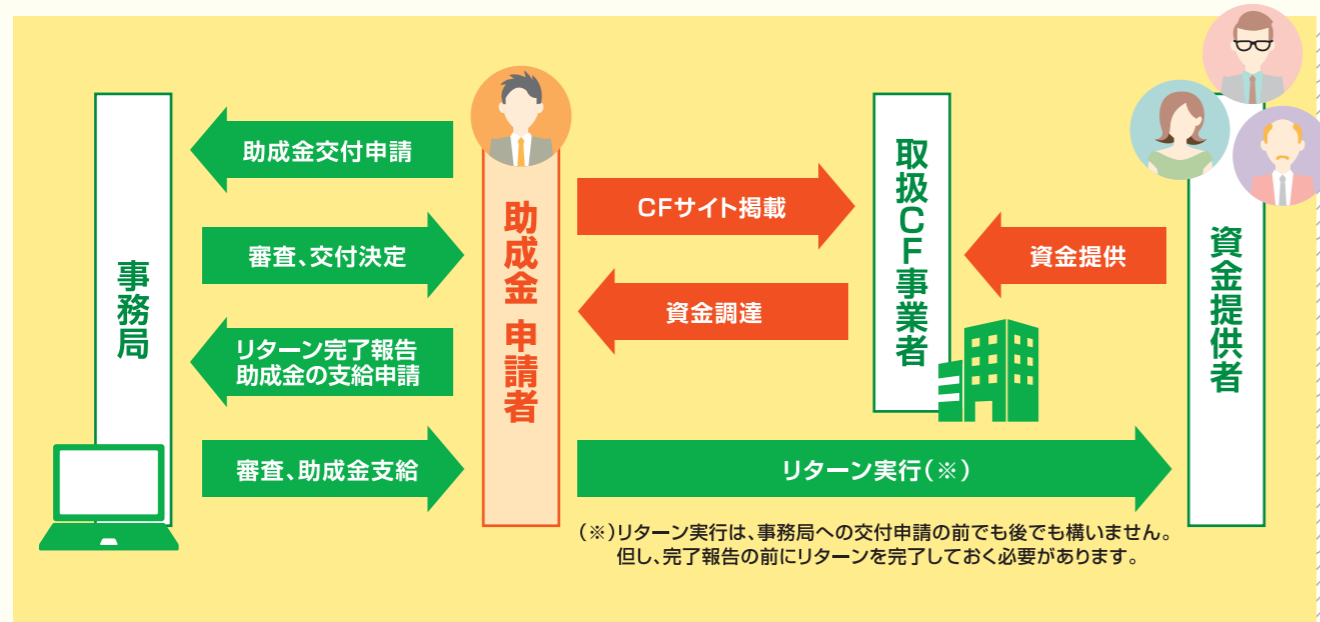 事務局
助成金交付申請
審査、交付決定
リターン完了報告
助成金の支給申請
審査、助成金支給
助成金 申請者
CFサイト掲載
資金調達
取扱CF事業者
資金提供
資金提供者
リターン実行(※)
(※)リターン実行は、事務局への交付申請の前でも後でも構いません。
但し、完了報告の前にリターンを完了しておく必要があります。